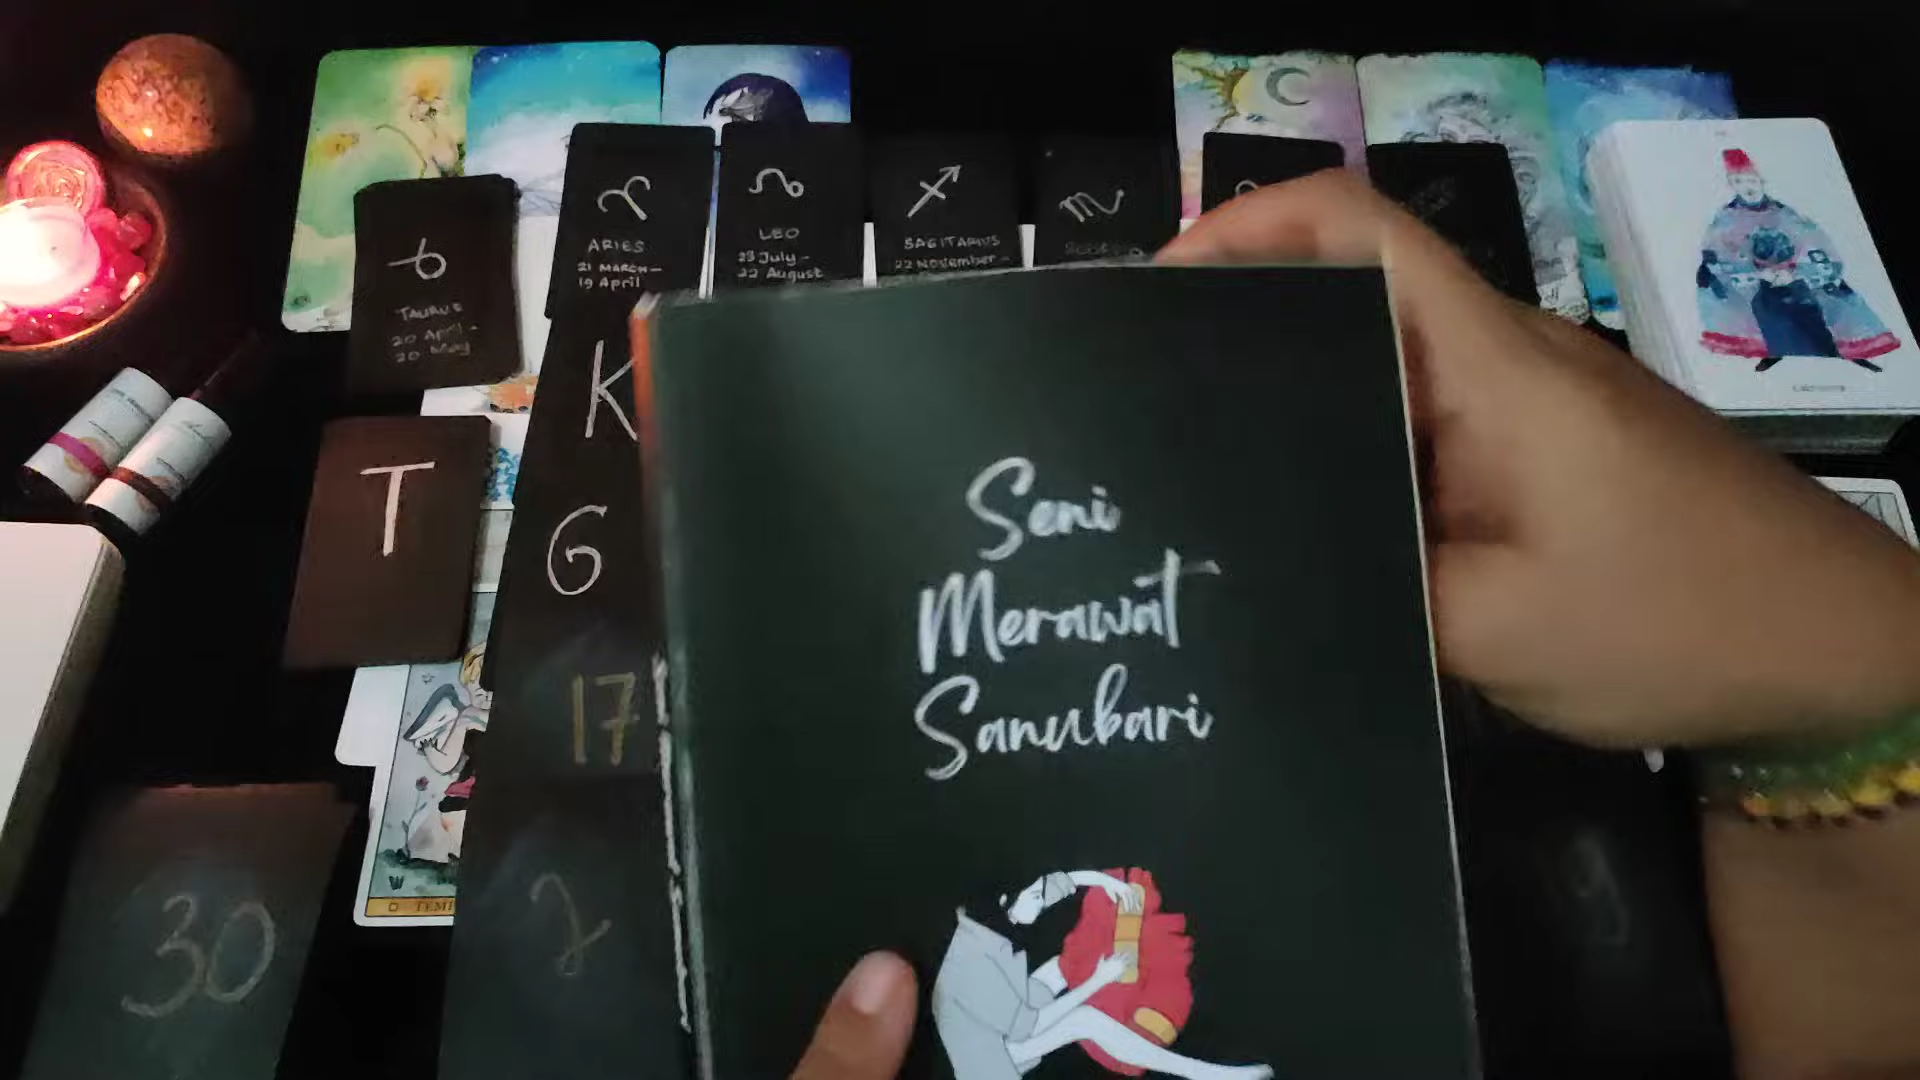 TAURUS
20 April -
20 May
ARIES
21 MARCH -
19 April
LEO
23 July -
22 August
SAGITARIUS
22 November -
K
T
G
17
30
TEMP
Seni
Merawat
Sanubari